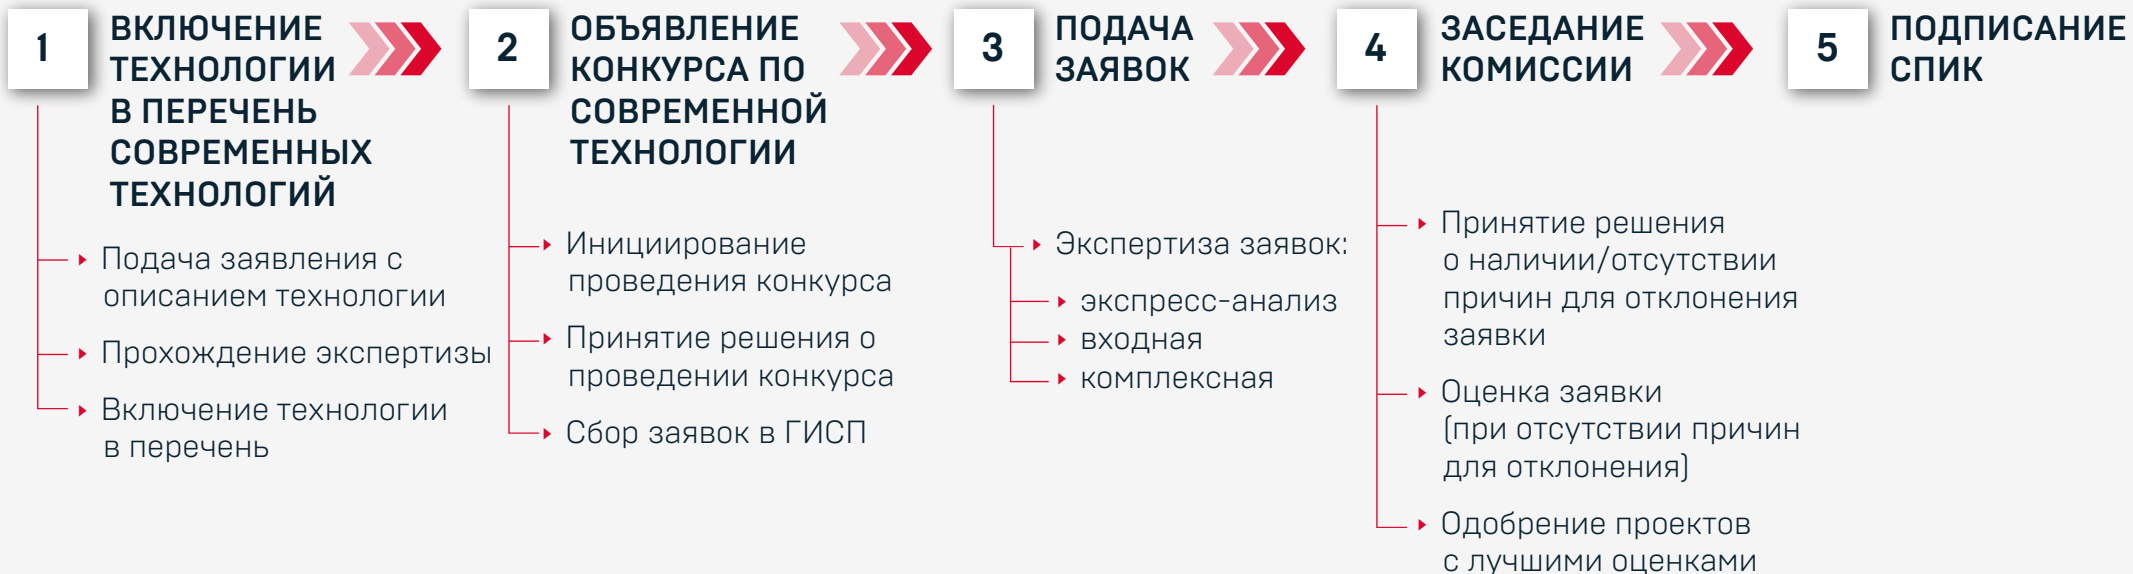 1
ВКЛЮЧЕНИЕ
ТЕХНОЛОГИИ
В ПЕРЕЧЕНЬ
СОВРЕМЕННЫХ
ТЕХНОЛОГИЙ
Подача заявления с
описанием технологии
Прохождение экспертизы
Включение технологии
в перечень
2
ОБЪЯВЛЕНИЕ
КОНКУРСА ПО
СОВРЕМЕННОЙ
ТЕХНОЛОГИИ
Инициирование
проведения конкурса
Принятие решения о
проведении конкурса
Сбор заявок в ГИСП
3
ПОДАЧА
ЗАЯВОК
Экспертиза заявок:
экспресс-анализ
входная
комплексная
4
ЗАСЕДАНИЕ
КОМИССИИ
Принятие решения
о наличии/отсутствии
причин для отклонения
заявки
Оценка заявки
(при отсутствии причин
для отклонения)
Одобрение проектов
с лучшими оценками
5
ПОДПИСАНИЕ
СПИК